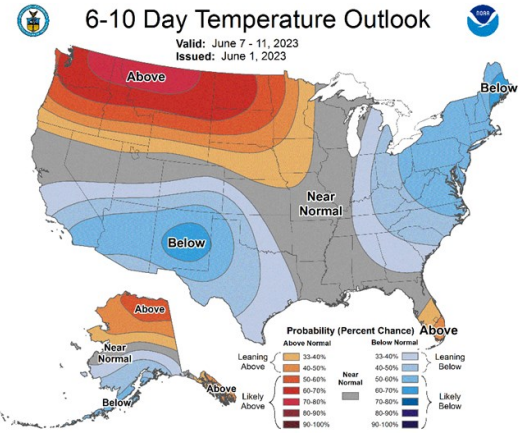 6-10 Day Temperature Outlook
Valid: June 7 - 11, 2023
Issued: June 1, 2023
NOAA
Above
Below
Near
Normal
Below
Above
Above
Near
Normal
Below
Above
Probability (Percent Chance)
Above Normal
Below Normal
Leaning
Above
33-40%
40-50%
Likely
Above
50-60%
60-70%
70-80%
80-90%
90-100%
Near
Normal
33-40%
40-50%
Leaning
Below
50-60%
60-70%
70-80%
80-90%
90-100%
Likely
Below